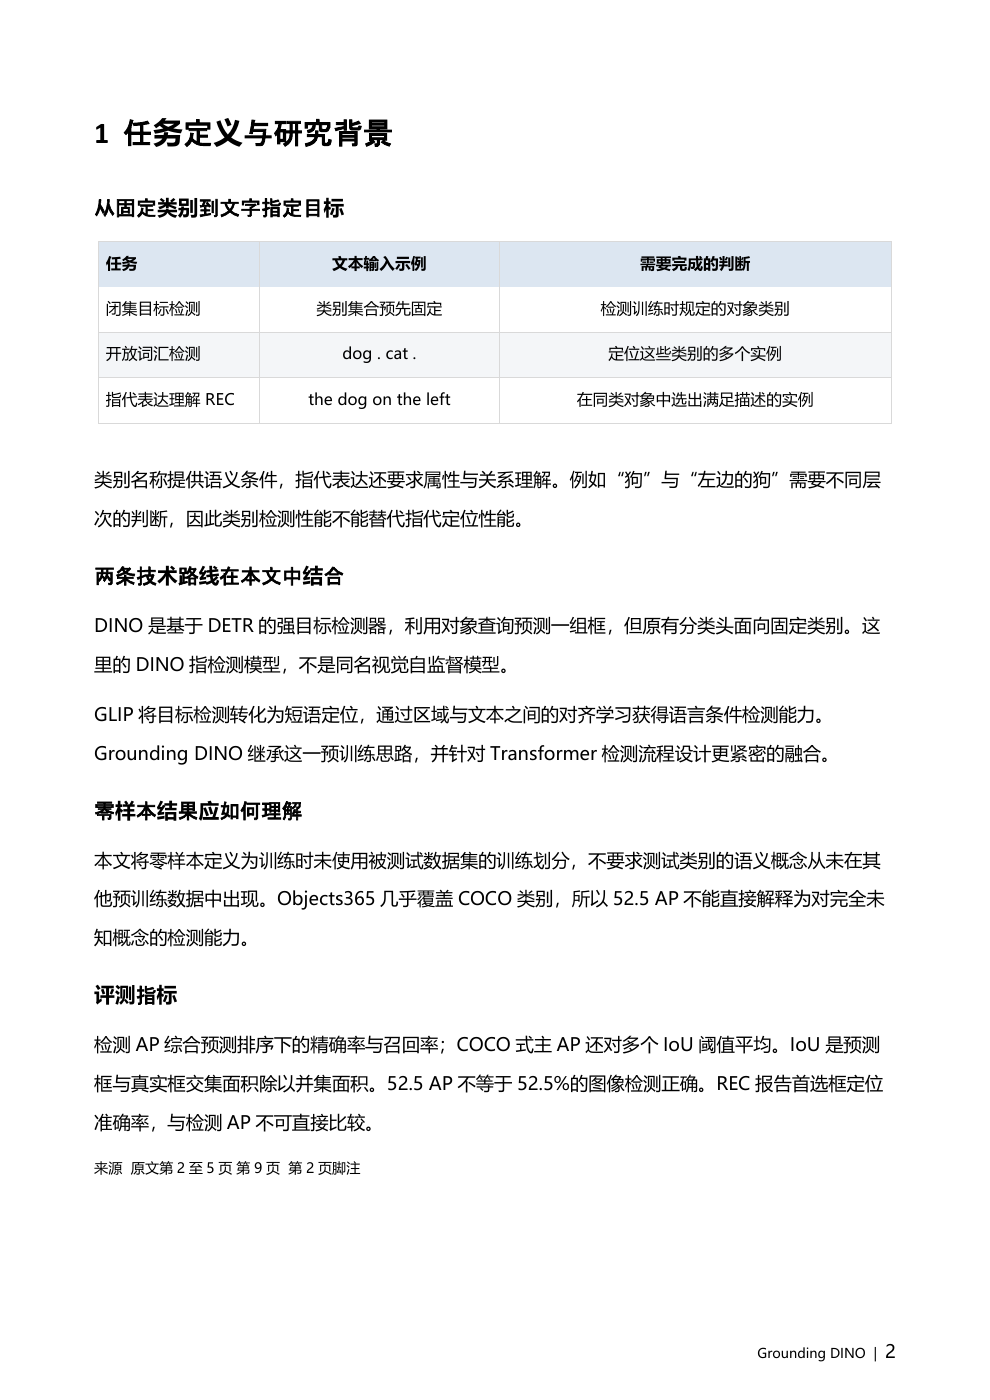 1 任务定义与研究背景
从固定类别到文字指定目标
任务 文本输入示例 需要完成的判断
闭集目标检测 类别集合预先固定 检测训练时规定的对象类别
开放词汇检测 dog . cat . 定位这些类别的多个实例
指代表达理解 REC the dog on the left 在同类对象中选出满足描述的实例
类别名称提供语义条件，指代表达还要求属性与关系理解。例如“狗”与“左边的狗”需要不同层
次的判断，因此类别检测性能不能替代指代定位性能。
两条技术路线在本文中结合
DINO 是基于 DETR 的强目标检测器，利用对象查询预测一组框，但原有分类头面向固定类别。这
里的 DINO 指检测模型，不是同名视觉自监督模型。
GLIP 将目标检测转化为短语定位，通过区域与文本之间的对齐学习获得语言条件检测能力。
Grounding DINO 继承这一预训练思路，并针对 Transformer 检测流程设计更紧密的融合。
零样本结果应如何理解
本文将零样本定义为训练时未使用被测试数据集的训练划分，不要求测试类别的语义概念从未在其
他预训练数据中出现。Objects365 几乎覆盖 COCO 类别，所以 52.5 AP 不能直接解释为对完全未
知概念的检测能力。
评测指标
检测 AP 综合预测排序下的精确率与召回率；COCO 式主 AP 还对多个 IoU 阈值平均。IoU 是预测
框与真实框交集面积除以并集面积。52.5 AP 不等于 52.5%的图像检测正确。REC 报告首选框定位
准确率，与检测 AP 不可直接比较。
来源 原文第 2 至 5 页 第 9 页 第 2 页脚注
Grounding DINO | 2